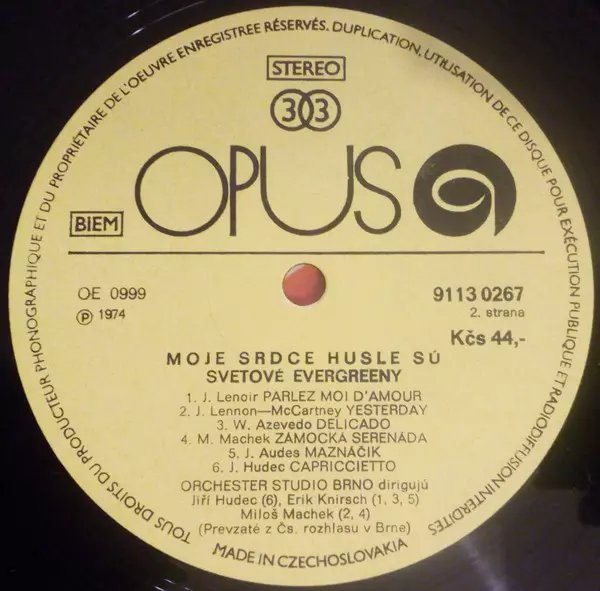 TOUS DROITS DU PRODUCTEUR PHONOGRAPHIQUE ET DU PROPRIÉTAIRE DE L'OEUVRE ENREGISTREE RÉSERVÉS. DUPLICATION, UTILISATION DE CE DISQUE POUR EXÉCUTION PUBLIQUE ET RADIODIFFUSION INTERDITES
STEREO
33
OPUS
BIEM
OE 0999
9113 0267
Ⓟ 1974
2. strana
Kčs 44,-
MOJE SRDCE HUSLE SÚ
SVETOVÉ EVERGREENY
1. J. Lenoir PARLEZ MOI D'AMOUR
2. J. Lennon—McCartney YESTERDAY
3. W. Azevedo DELICADO
4. M. Machek ZÁMOCKÁ SERENÁDA
5. J. Audes MAZNÁČIK
6. J. Hudec CAPRICCIETTO
ORCHESTER STUDIO BRNO dirigujú
Jiří Hudec (6), Erik Knirsch (1, 3, 5)
Miloš Machek (2, 4)
(Prevzaté z Čs. rozhlasu v Brne)
MADE IN CZECHOSLOVAKIA